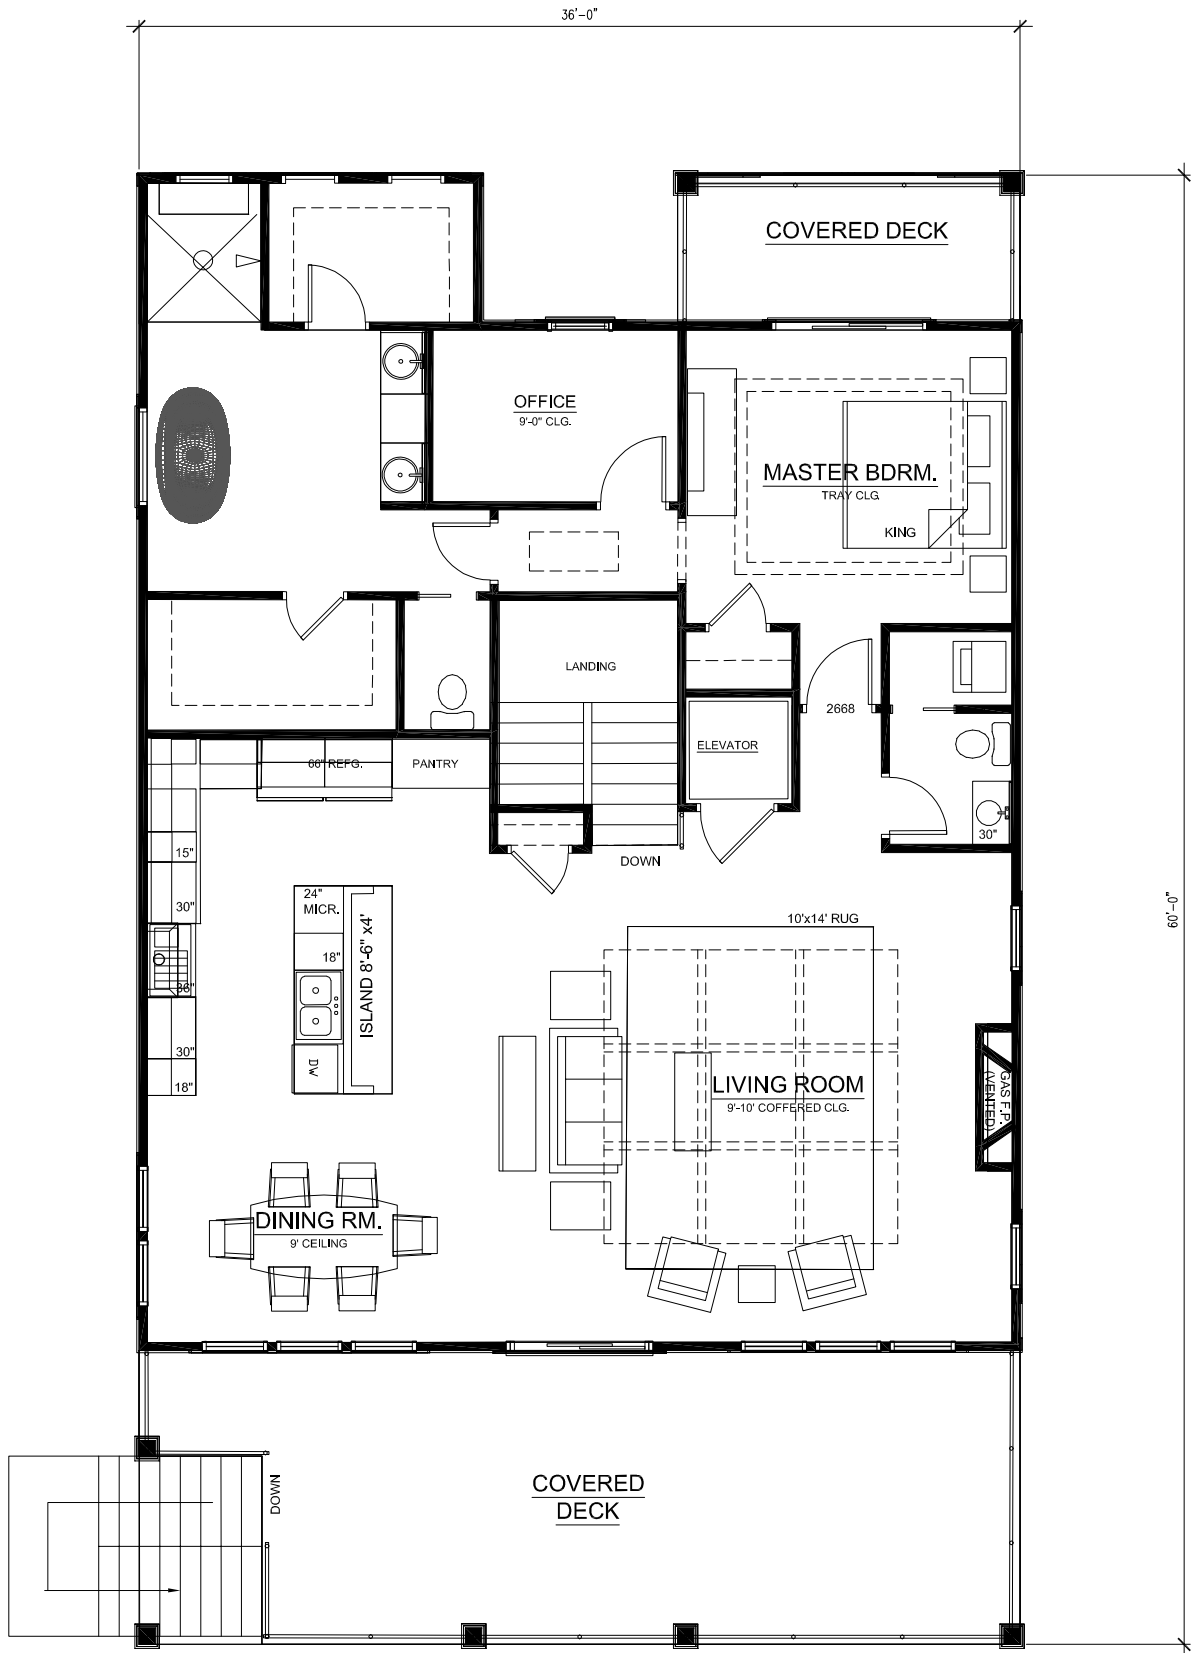 36'-0"
COVERED DECK
OFFICE
9'-0" CLG.
MASTER BDRM.
TRAY CLG.
KING
LANDING
2668
ELEVATOR
66" REFG.
PANTRY
15"
30"
DOWN
24"
MICR.
30"
10'x14' RUG
60'-0"
18"
ISLAND 8'-6" x4'
36"
30"
DW
18"
LIVING ROOM
9'-10' COFFERED CLG.
GAS F.P.
(VENTED)
DINING RM.
9' CEILING
DOWN
COVERED
DECK